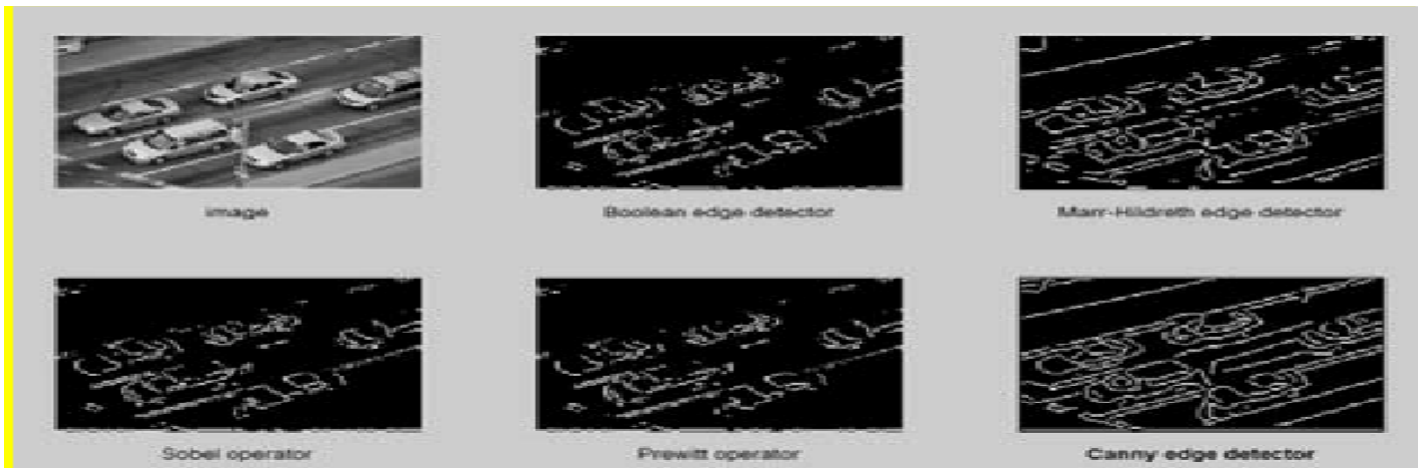 image
Boolean edge detector
Marr-Hildreth edge detector
Sobel operator
Prewitt operator
Canny edge detector